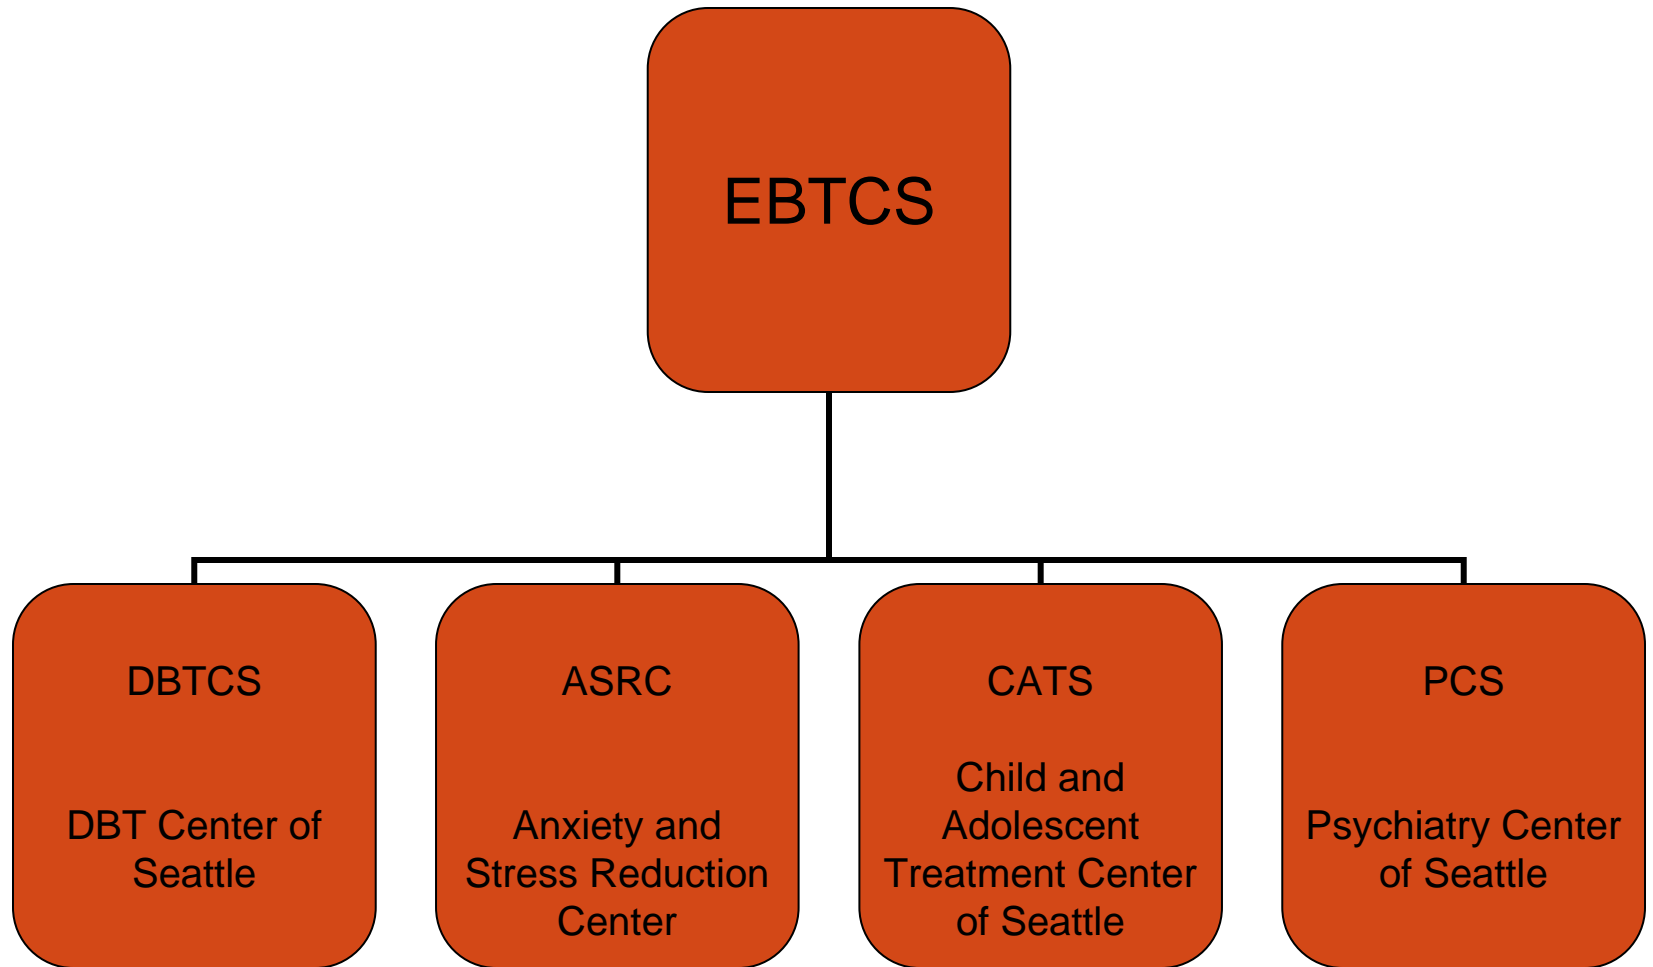 EBTCS
DBTCS
DBT Center of
Seattle
ASRC
Anxiety and
Stress Reduction
Center
CATS
Child and
Adolescent
Treatment Center
of Seattle
PCS
Psychiatry Center
of Seattle